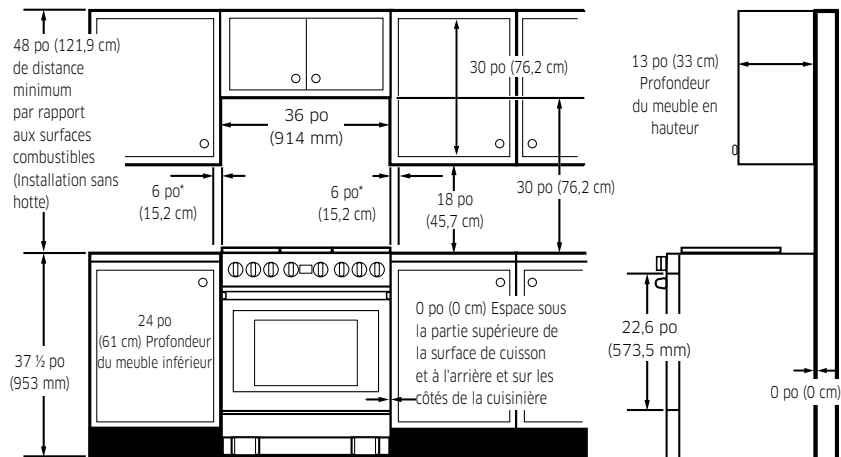 48 po (121,9 cm)
de distance
minimum
par rapport
aux surfaces
combustibles
(Installation sans
hotte)
36 po
(914 mm)
30 po (76,2 cm)
13 po (33 cm)
Profondeur
du meuble en
hauteur
6 po*
(15,2 cm)
6 po*
(15,2 cm)
18 po
(45,7 cm)
30 po (76,2 cm)
37 ½ po
(953 mm)
24 po
(61 cm) Profondeur
du meuble inférieur
0 po (0 cm) Espace sous
la partie supérieure de
la surface de cuisson
et à l'arrière et sur les
côtés de la cuisinière
22,6 po
(573,5 mm)
0 po (0 cm)